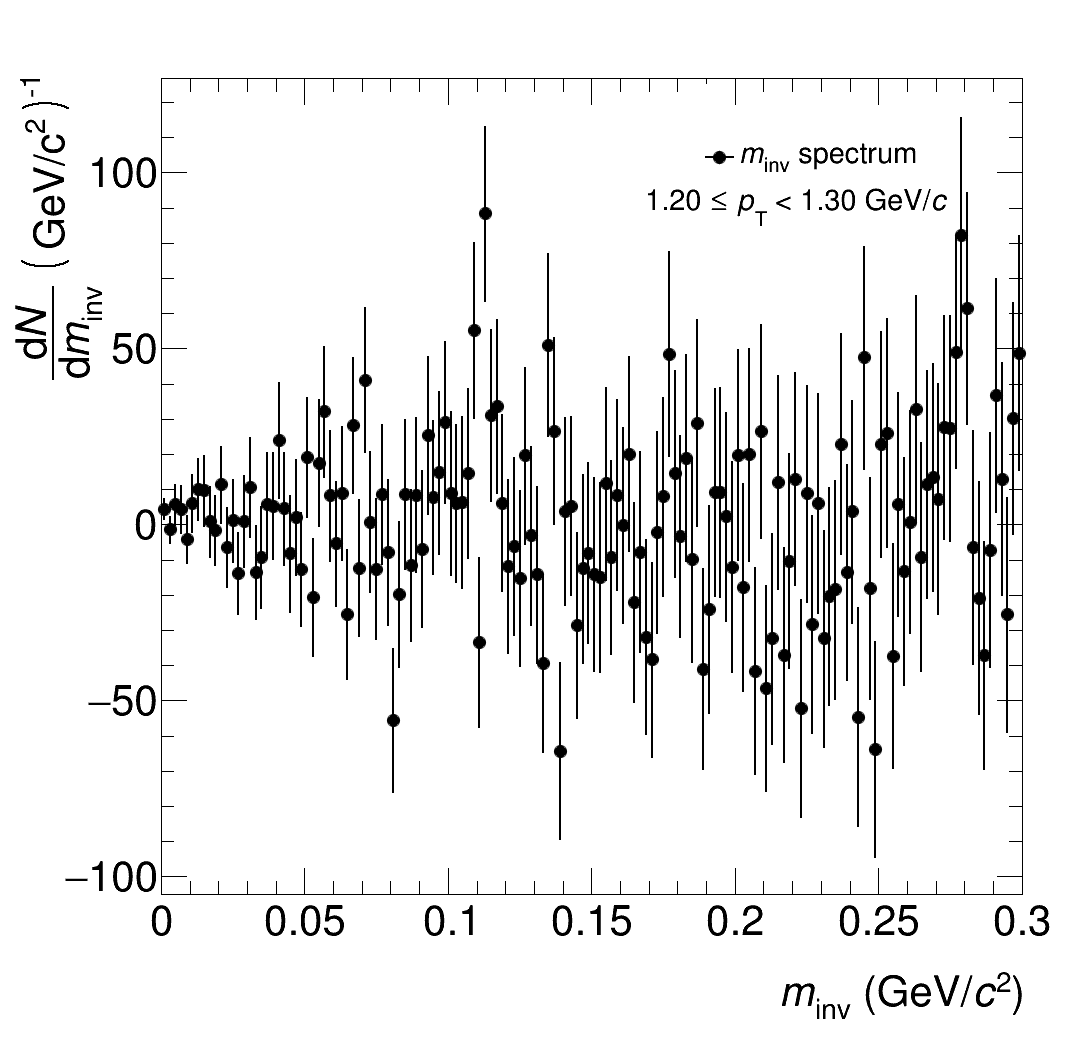 dN/dm_inv (GeV/c²)⁻¹
m_inv spectrum
1.20 ≤ p_T < 1.30 GeV/c
100
50
0
−50
−100
0 0.05 0.1 0.15 0.2 0.25 0.3
m_inv (GeV/c²)